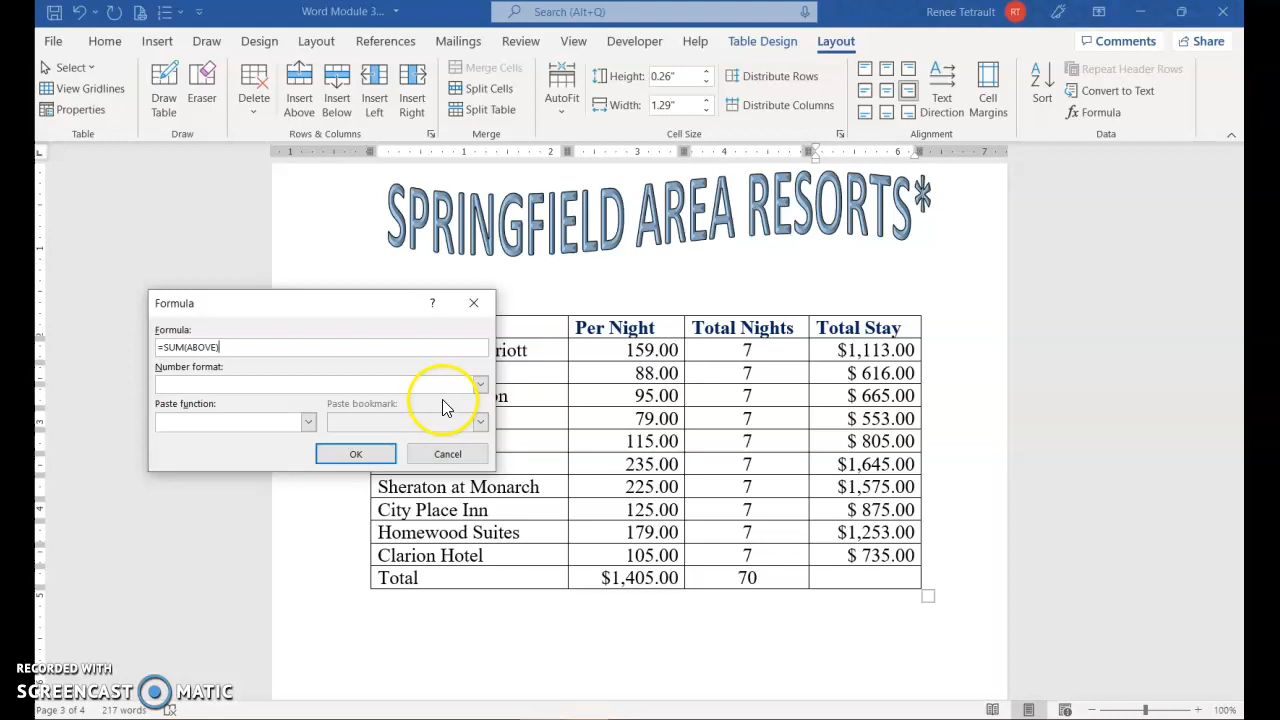 Word Module 3...
Search (Alt+Q)
Renee Tetrault
RT
File Home Insert Draw Design Layout References Mailings Review View Developer Help Table Design Layout
Comments Share
Select
View Gridlines
Properties
Table
Draw Table
Eraser
Draw
Delete
Insert Above
Insert Below
Insert Left
Insert Right
Rows & Columns
Merge Cells
Split Cells
Split Table
Merge
AutoFit
Height: 0.26"
Width: 1.29"
Distribute Rows
Distribute Columns
Cell Size
Text Direction
Cell Margins
Alignment
Sort
Repeat Header Rows
Convert to Text
Formula
Data
1 1 2 3 4 6 7
SPRINGFIELD AREA RESORTS*
Formula
?
Formula:
=SUM(ABOVE)
Number format:
Paste function: Paste bookmark:
OK Cancel
Per Night Total Nights Total Stay
riott 159.00 7 $1,113.00
88.00 7 $ 616.00
on 95.00 7 $ 665.00
79.00 7 $ 553.00
115.00 7 $ 805.00
235.00 7 $1,645.00
Sheraton at Monarch 225.00 7 $1,575.00
City Place Inn 125.00 7 $ 875.00
Homewood Suites 179.00 7 $1,253.00
Clarion Hotel 105.00 7 $ 735.00
Total $1,405.00 70
RECORDED WITH
SCREENCAST MATIC
Page 3 of 4 217 words
100%